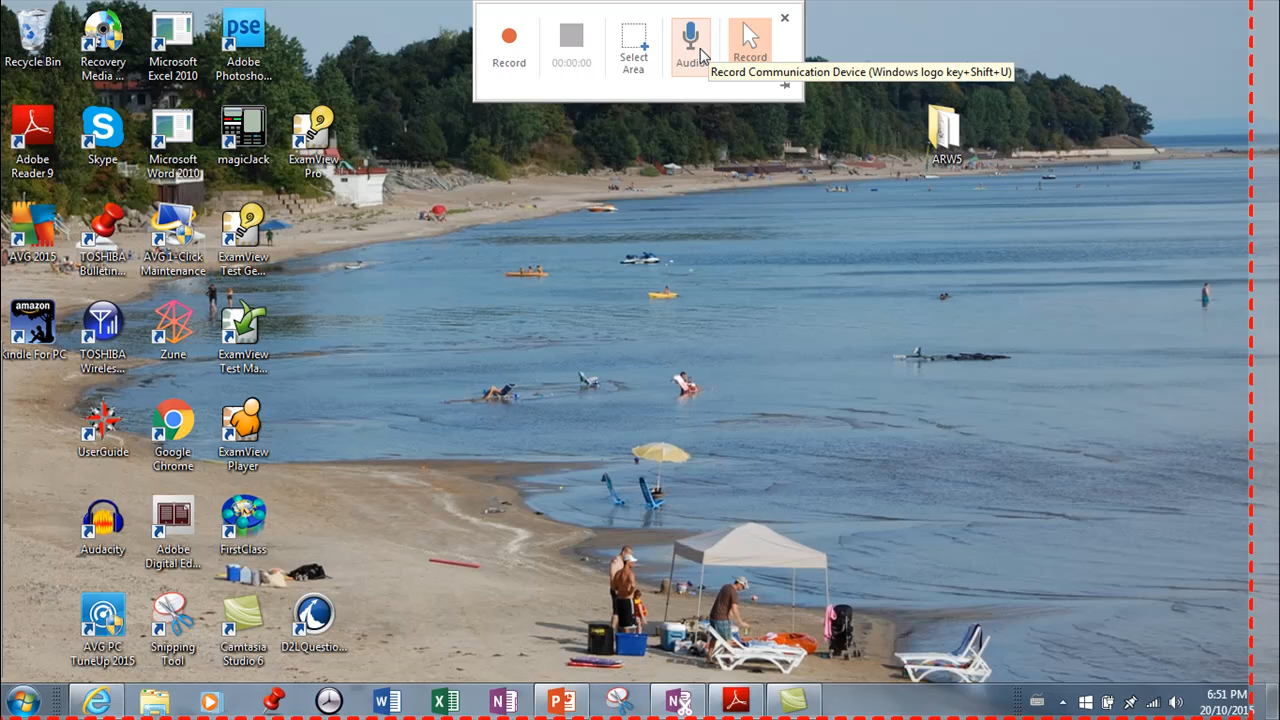 Record
00:00:00
Select
Area
Audio
Record
Record Communication Device (Windows logo key+Shift+U)
Recycle Bin
Recovery
Media ...
Microsoft
Excel 2010
pse
Adobe
Photosho...
Adobe
Reader 9
Skype
Microsoft
Word 2010
magicJack
ExamView
Pro
ARW5
AVG 2015
TOSHIBA
Bulletin...
AVG 1-Click
Maintenance
ExamView
Test Ge...
amazon
Kindle For PC
TOSHIBA
Wireles...
Zune
ExamView
Test Ma...
UserGuide
Google
Chrome
ExamView
Player
Audacity
Adobe
Digital Ed...
FirstClass
AVG PC
TuneUp 2015
Snipping
Tool
Camtasia
Studio 6
D2LQuestio...
6:51 PM
20/10/2015